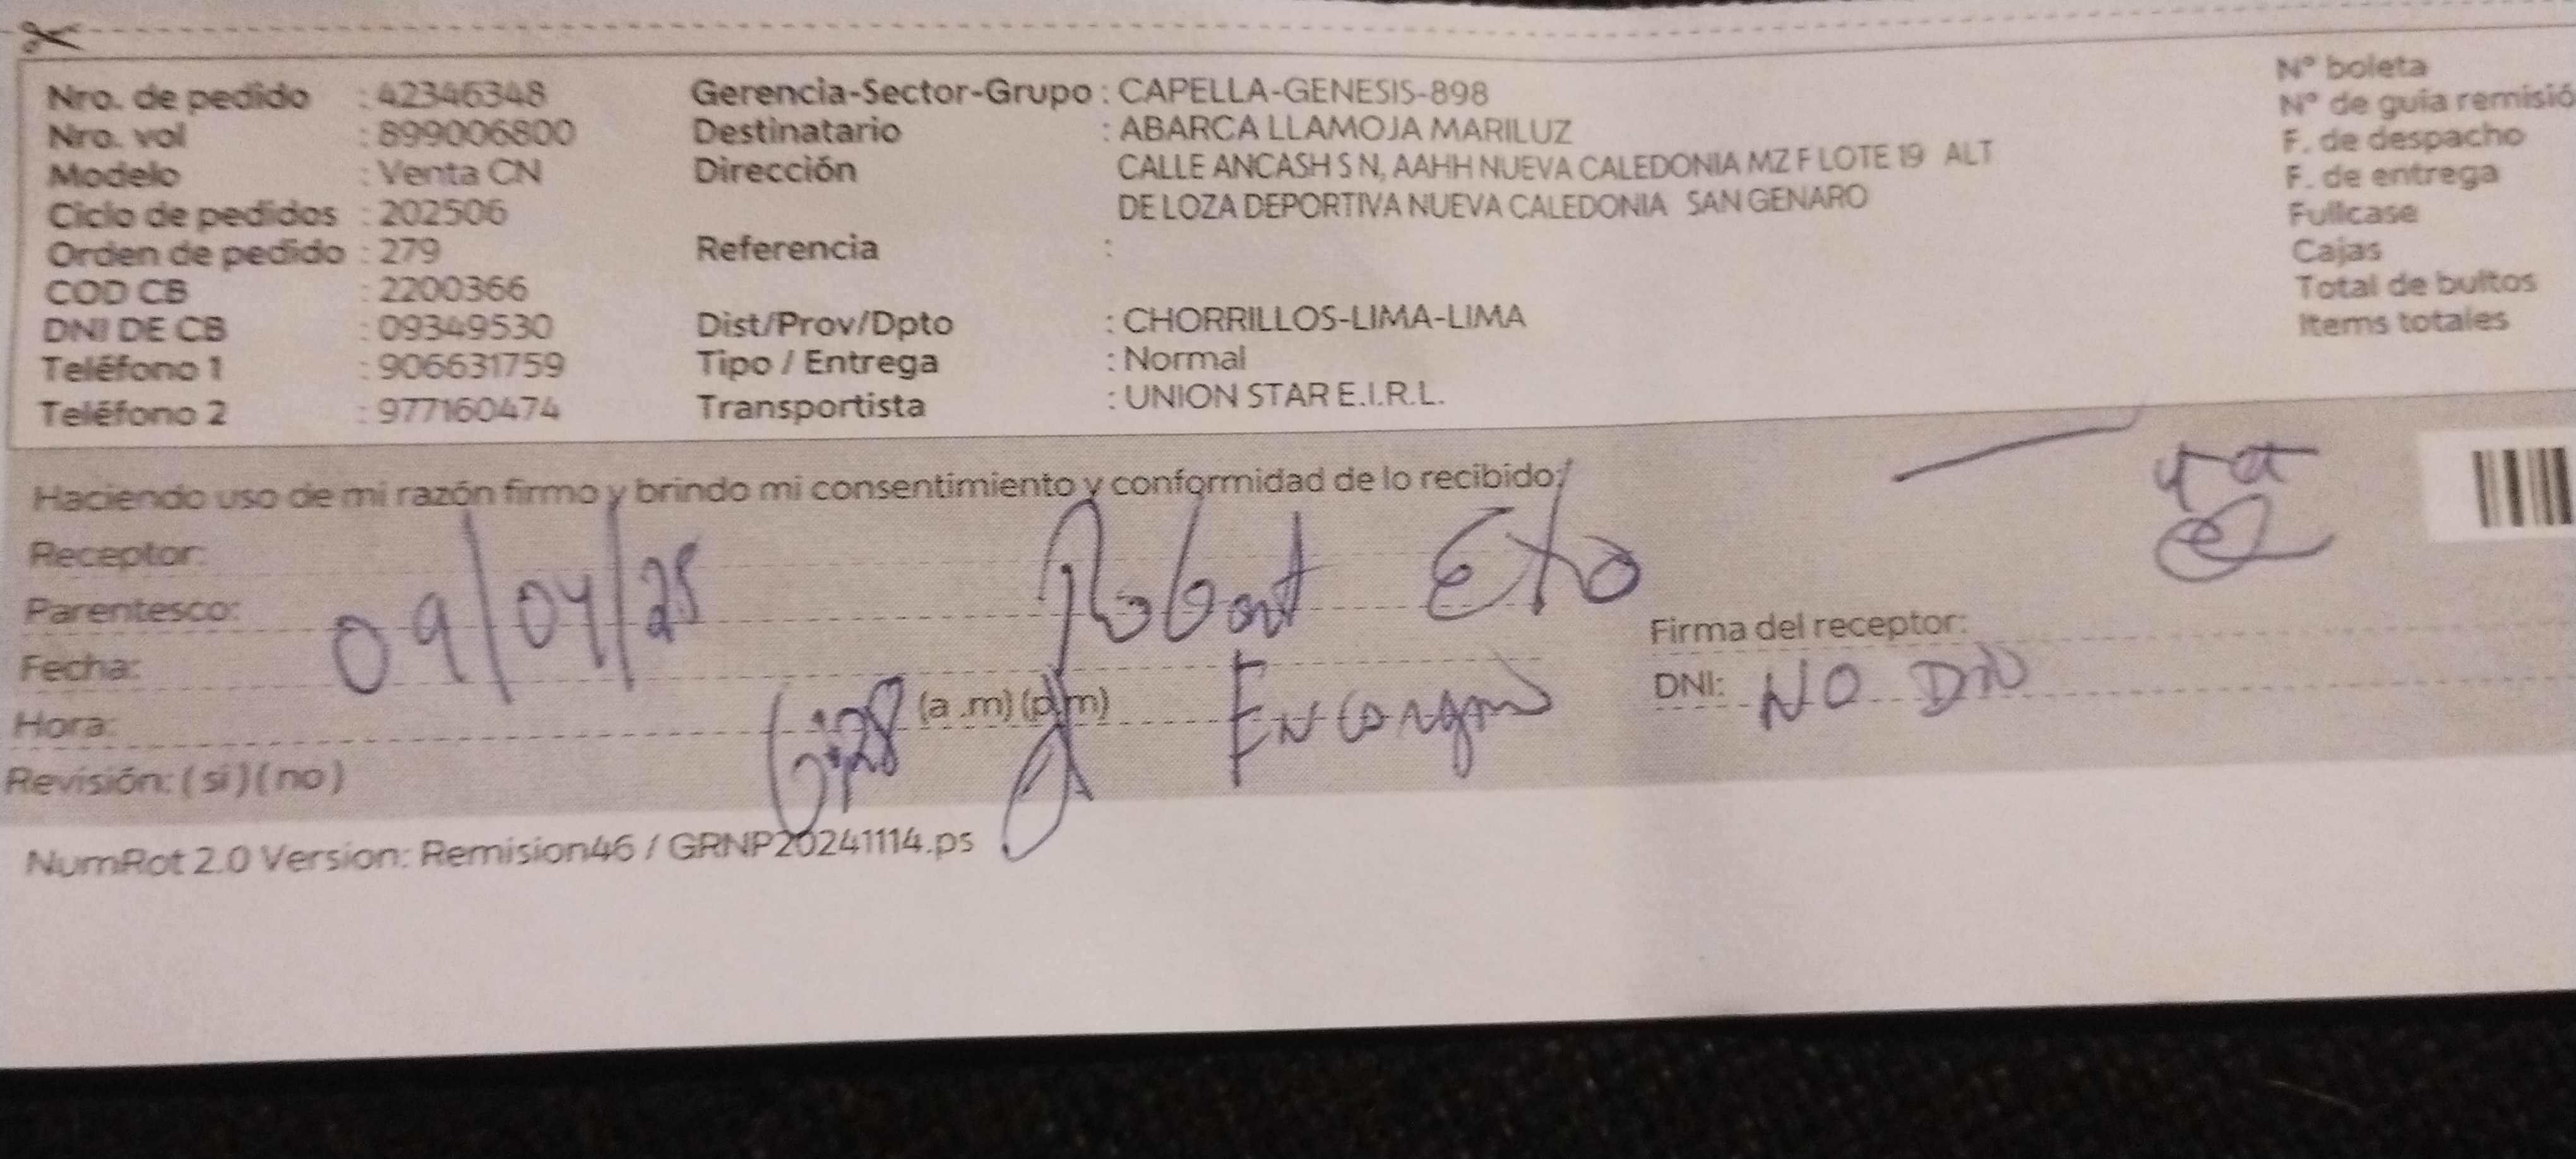 Nro. de pedido : 42346348 Gerencia-Sector-Grupo : CAPELLA-GENESIS-898 Nº boleta
Nro. vol : 899006800 Destinatario : ABARCA LLAMOJA MARILUZ Nº de guía remisió
Modelo : Venta CN Dirección CALLE ANCASH S N, AAHH NUEVA CALEDONIA MZ F LOTE 19 ALT F. de despacho
DE LOZA DEPORTIVA NUEVA CALEDONIA SAN GENARO F. de entrega
Ciclo de pedidos : 202506 Fullcase
Orden de pedido : 279 Referencia : Cajas
COD CB : 2200366 Total de bultos
DNI DE CB : 09349530 Dist/Prov/Dpto : CHORRILLOS-LIMA-LIMA Items totales
Teléfono 1 : 906631759 Tipo / Entrega : Normal
Teléfono 2 : 977160474 Transportista : UNION STAR E.I.R.L.
Haciendo uso de mi razón firmo y brindo mi consentimiento y conformidad de lo recibido:
Receptor:
Parentesco:
Fecha: 09/04/25
Firma del receptor:
DNI: NO
Hora: (a .m) (p.m)
Revisión: ( si ) ( no )
NumRot 2.0 Version: Remision46 / GRNP20241114.ps